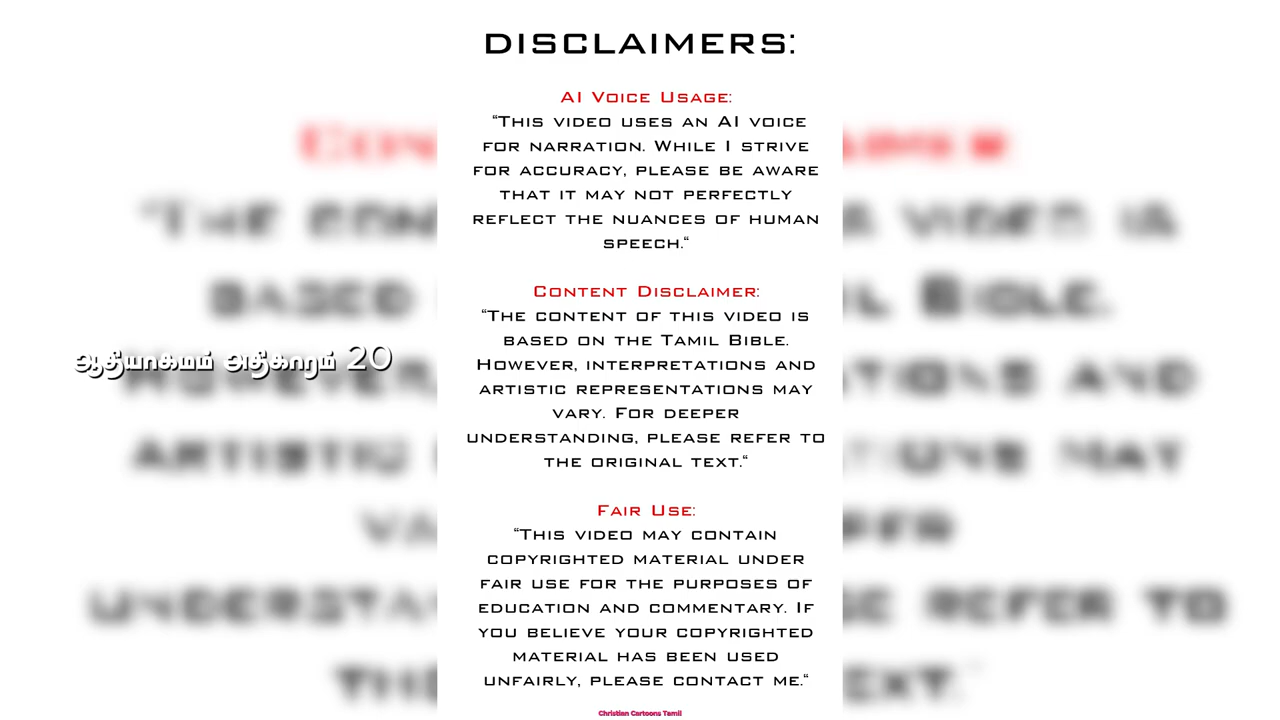 DISCLAIMERS:
AI VOICE USAGE:
"THIS VIDEO USES AN AI VOICE
FOR NARRATION. WHILE I STRIVE
FOR ACCURACY, PLEASE BE AWARE
THAT IT MAY NOT PERFECTLY
REFLECT THE NUANCES OF HUMAN
SPEECH."
CONTENT DISCLAIMER:
"THE CONTENT OF THIS VIDEO IS
BASED ON THE TAMIL BIBLE.
HOWEVER, INTERPRETATIONS AND
ARTISTIC REPRESENTATIONS MAY
VARY. FOR DEEPER
UNDERSTANDING, PLEASE REFER TO
THE ORIGINAL TEXT."
FAIR USE:
"THIS VIDEO MAY CONTAIN
COPYRIGHTED MATERIAL UNDER
FAIR USE FOR THE PURPOSES OF
EDUCATION AND COMMENTARY. IF
YOU BELIEVE YOUR COPYRIGHTED
MATERIAL HAS BEEN USED
UNFAIRLY, PLEASE CONTACT ME."
Christian Cartoons Tamil
ஆதியாகமம் அதிகாரம் 20